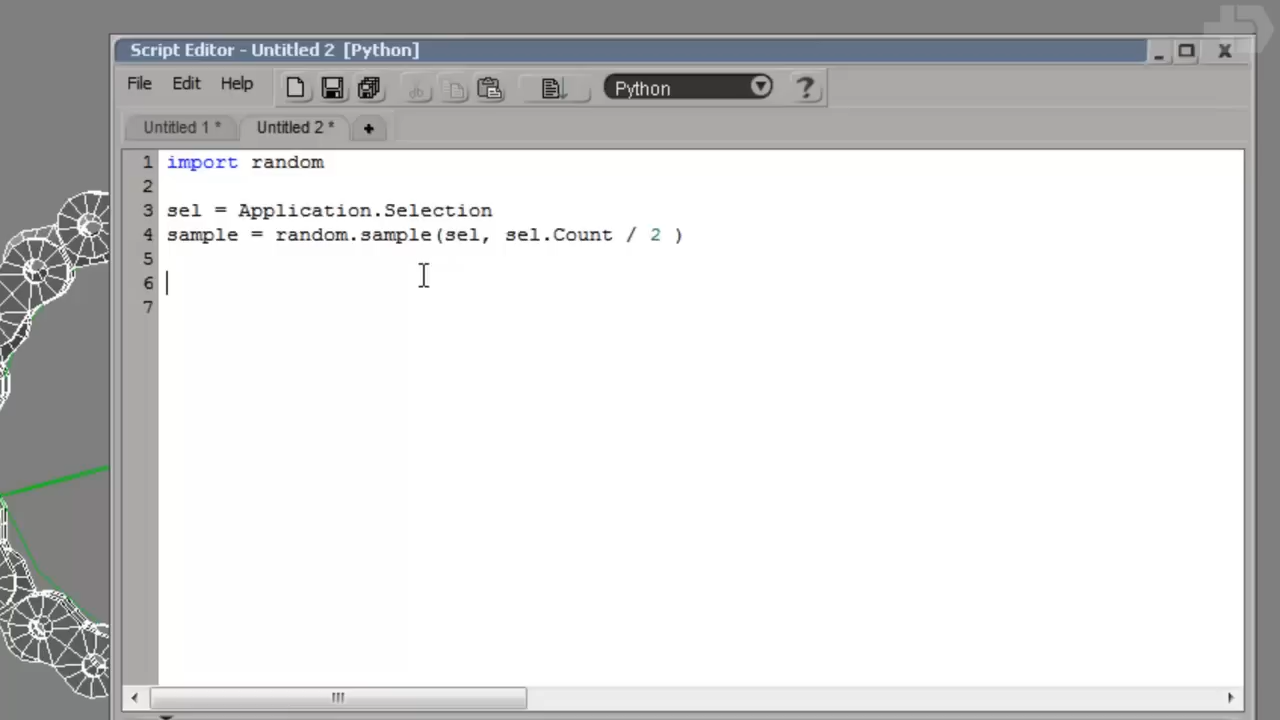 Script Editor - Untitled 2 [Python]
File Edit Help Python ?
Untitled 1 * Untitled 2 * +
1 import random
2
3 sel = Application.Selection
4 sample = random.sample(sel, sel.Count / 2 )
5
6
7